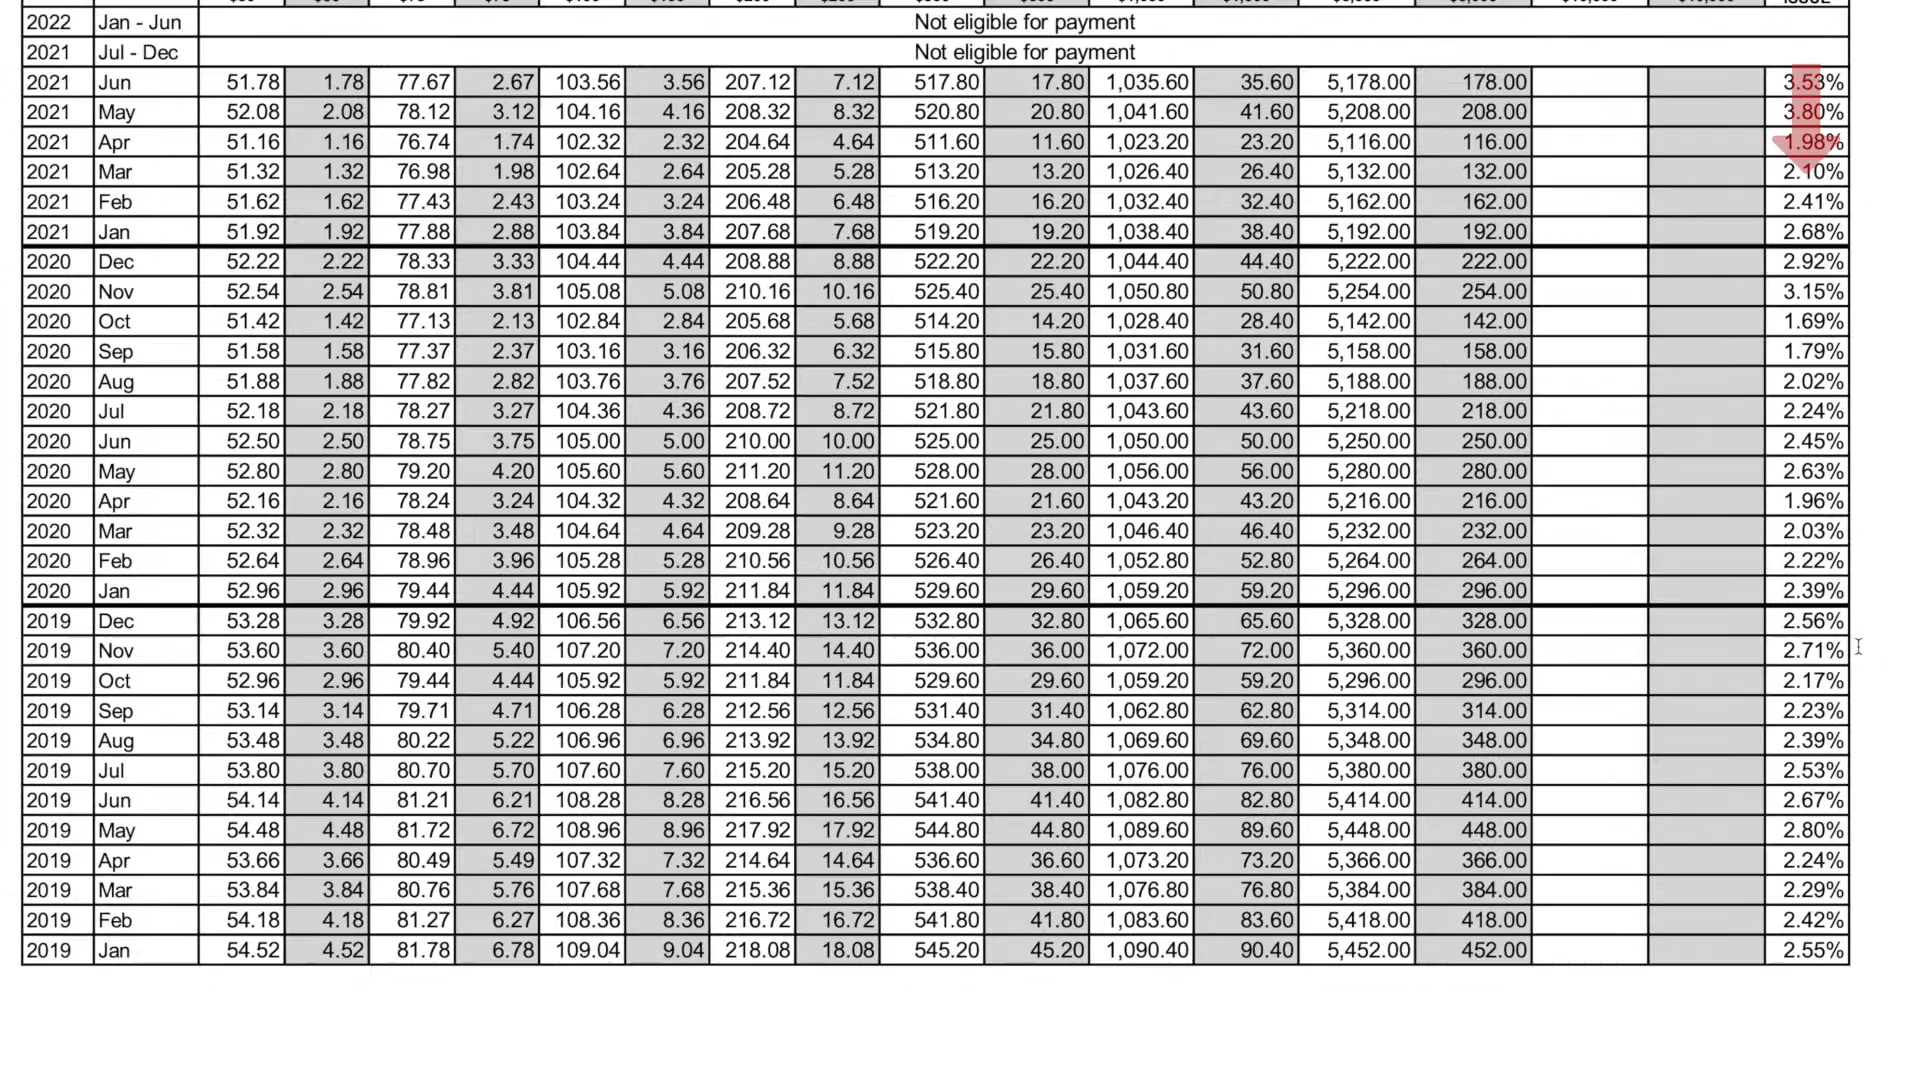 2022 Jan - Jun Not eligible for payment
2021 Jul - Dec Not eligible for payment
2021 Jun 51.78 1.78 77.67 2.67 103.56 3.56 207.12 7.12 517.80 17.80 1,035.60 35.60 5,178.00 178.00 3.53%
2021 May 52.08 2.08 78.12 3.12 104.16 4.16 208.32 8.32 520.80 20.80 1,041.60 41.60 5,208.00 208.00 3.80%
2021 Apr 51.16 1.16 76.74 1.74 102.32 2.32 204.64 4.64 511.60 11.60 1,023.20 23.20 5,116.00 116.00 1.98%
2021 Mar 51.32 1.32 76.98 1.98 102.64 2.64 205.28 5.28 513.20 13.20 1,026.40 26.40 5,132.00 132.00 2.10%
2021 Feb 51.62 1.62 77.43 2.43 103.24 3.24 206.48 6.48 516.20 16.20 1,032.40 32.40 5,162.00 162.00 2.41%
2021 Jan 51.92 1.92 77.88 2.88 103.84 3.84 207.68 7.68 519.20 19.20 1,038.40 38.40 5,192.00 192.00 2.68%
2020 Dec 52.22 2.22 78.33 3.33 104.44 4.44 208.88 8.88 522.20 22.20 1,044.40 44.40 5,222.00 222.00 2.92%
2020 Nov 52.54 2.54 78.81 3.81 105.08 5.08 210.16 10.16 525.40 25.40 1,050.80 50.80 5,254.00 254.00 3.15%
2020 Oct 51.42 1.42 77.13 2.13 102.84 2.84 205.68 5.68 514.20 14.20 1,028.40 28.40 5,142.00 142.00 1.69%
2020 Sep 51.58 1.58 77.37 2.37 103.16 3.16 206.32 6.32 515.80 15.80 1,031.60 31.60 5,158.00 158.00 1.79%
2020 Aug 51.88 1.88 77.82 2.82 103.76 3.76 207.52 7.52 518.80 18.80 1,037.60 37.60 5,188.00 188.00 2.02%
2020 Jul 52.18 2.18 78.27 3.27 104.36 4.36 208.72 8.72 521.80 21.80 1,043.60 43.60 5,218.00 218.00 2.24%
2020 Jun 52.50 2.50 78.75 3.75 105.00 5.00 210.00 10.00 525.00 25.00 1,050.00 50.00 5,250.00 250.00 2.45%
2020 May 52.80 2.80 79.20 4.20 105.60 5.60 211.20 11.20 528.00 28.00 1,056.00 56.00 5,280.00 280.00 2.63%
2020 Apr 52.16 2.16 78.24 3.24 104.32 4.32 208.64 8.64 521.60 21.60 1,043.20 43.20 5,216.00 216.00 1.96%
2020 Mar 52.32 2.32 78.48 3.48 104.64 4.64 209.28 9.28 523.20 23.20 1,046.40 46.40 5,232.00 232.00 2.03%
2020 Feb 52.64 2.64 78.96 3.96 105.28 5.28 210.56 10.56 526.40 26.40 1,052.80 52.80 5,264.00 264.00 2.22%
2020 Jan 52.96 2.96 79.44 4.44 105.92 5.92 211.84 11.84 529.60 29.60 1,059.20 59.20 5,296.00 296.00 2.39%
2019 Dec 53.28 3.28 79.92 4.92 106.56 6.56 213.12 13.12 532.80 32.80 1,065.60 65.60 5,328.00 328.00 2.56%
2019 Nov 53.60 3.60 80.40 5.40 107.20 7.20 214.40 14.40 536.00 36.00 1,072.00 72.00 5,360.00 360.00 2.71%
2019 Oct 52.96 2.96 79.44 4.44 105.92 5.92 211.84 11.84 529.60 29.60 1,059.20 59.20 5,296.00 296.00 2.17%
2019 Sep 53.14 3.14 79.71 4.71 106.28 6.28 212.56 12.56 531.40 31.40 1,062.80 62.80 5,314.00 314.00 2.23%
2019 Aug 53.48 3.48 80.22 5.22 106.96 6.96 213.92 13.92 534.80 34.80 1,069.60 69.60 5,348.00 348.00 2.39%
2019 Jul 53.80 3.80 80.70 5.70 107.60 7.60 215.20 15.20 538.00 38.00 1,076.00 76.00 5,380.00 380.00 2.53%
2019 Jun 54.14 4.14 81.21 6.21 108.28 8.28 216.56 16.56 541.40 41.40 1,082.80 82.80 5,414.00 414.00 2.67%
2019 May 54.48 4.48 81.72 6.72 108.96 8.96 217.92 17.92 544.80 44.80 1,089.60 89.60 5,448.00 448.00 2.80%
2019 Apr 53.66 3.66 80.49 5.49 107.32 7.32 214.64 14.64 536.60 36.60 1,073.20 73.20 5,366.00 366.00 2.24%
2019 Mar 53.84 3.84 80.76 5.76 107.68 7.68 215.36 15.36 538.40 38.40 1,076.80 76.80 5,384.00 384.00 2.29%
2019 Feb 54.18 4.18 81.27 6.27 108.36 8.36 216.72 16.72 541.80 41.80 1,083.60 83.60 5,418.00 418.00 2.42%
2019 Jan 54.52 4.52 81.78 6.78 109.04 9.04 218.08 18.08 545.20 45.20 1,090.40 90.40 5,452.00 452.00 2.55%